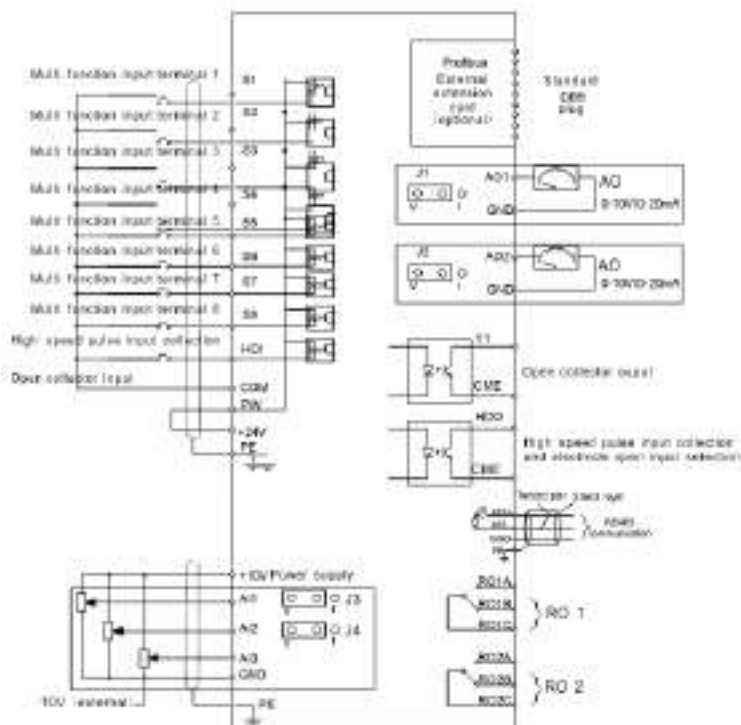 Multi function input terminal 1
S1
Multi function input terminal 2
S2
Multi function input terminal 3
S3
Multi function input terminal 4
Multi function input terminal 5
S5
Multi function input terminal 6
Multi function input terminal 7
S7
Multi function input terminal 8
High speed pulse input collection
HDI
Open collector input
COM
PW
+24V
PE
Profibus
External
extension
card
(optional)
Standard
DB9
plug
J1
V
I
AO1
GND
AO
0-10V/0-20mA
J2
V
I
AO2
GND
AO
0-10V/0-20mA
CME
Open collector ouput
HDO
CME
High speed pulse input collection
and electrode open input selection
GND
PE
RS485
communication
+10V Power Supply
AI1
J3
AI2
J4
AI3
GND
-10V (external)
PE
RO1A
RO1B
RO1C
RO 1
RO2A
RO2B
RO2C
RO 2